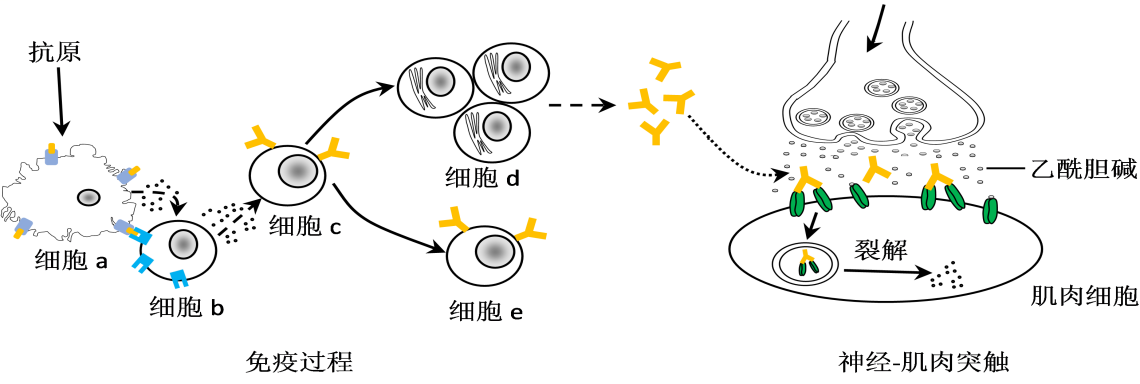 抗原
细胞 a
细胞 b
细胞 c
细胞 d
细胞 e
乙酰胆碱
裂解
肌肉细胞
免疫过程
神经-肌肉突触